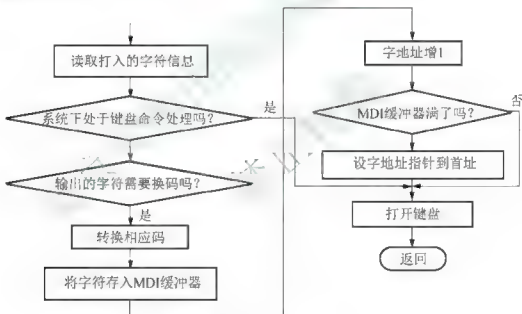 读取打入的字符信息
系统下处于键盘命令处理吗?
是
输出的字符需要换码吗?
是
转换相应码
将字符存入MDI缓冲器
字地址增1
MDI缓冲器满了吗?
否
设字地址指针到首址
打开键盘
返回